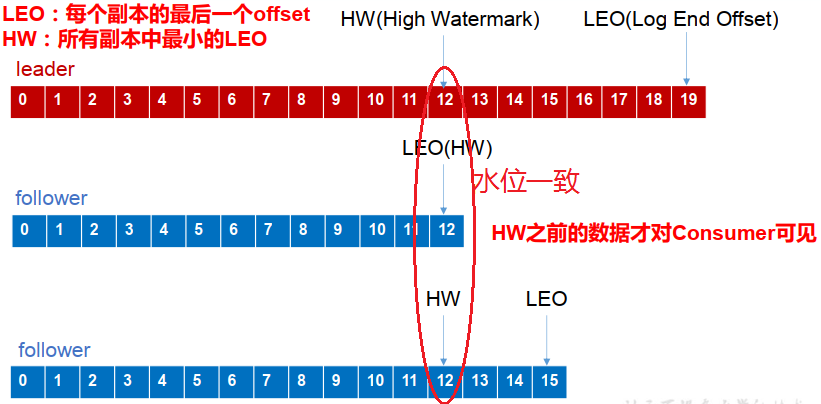 LEO：每个副本的最后一个offset
HW：所有副本中最小的LEO
HW(High Watermark)
LEO(Log End Offset)
leader
0 1 2 3 4 5 6 7 8 9 10 11 12 13 14 15 16 17 18 19
LEO(HW)
水位一致
follower
0 1 2 3 4 5 6 7 8 9 10 11 12
HW之前的数据才对Consumer可见
HW
LEO
follower
0 1 2 3 4 5 6 7 8 9 10 11 12 13 14 15